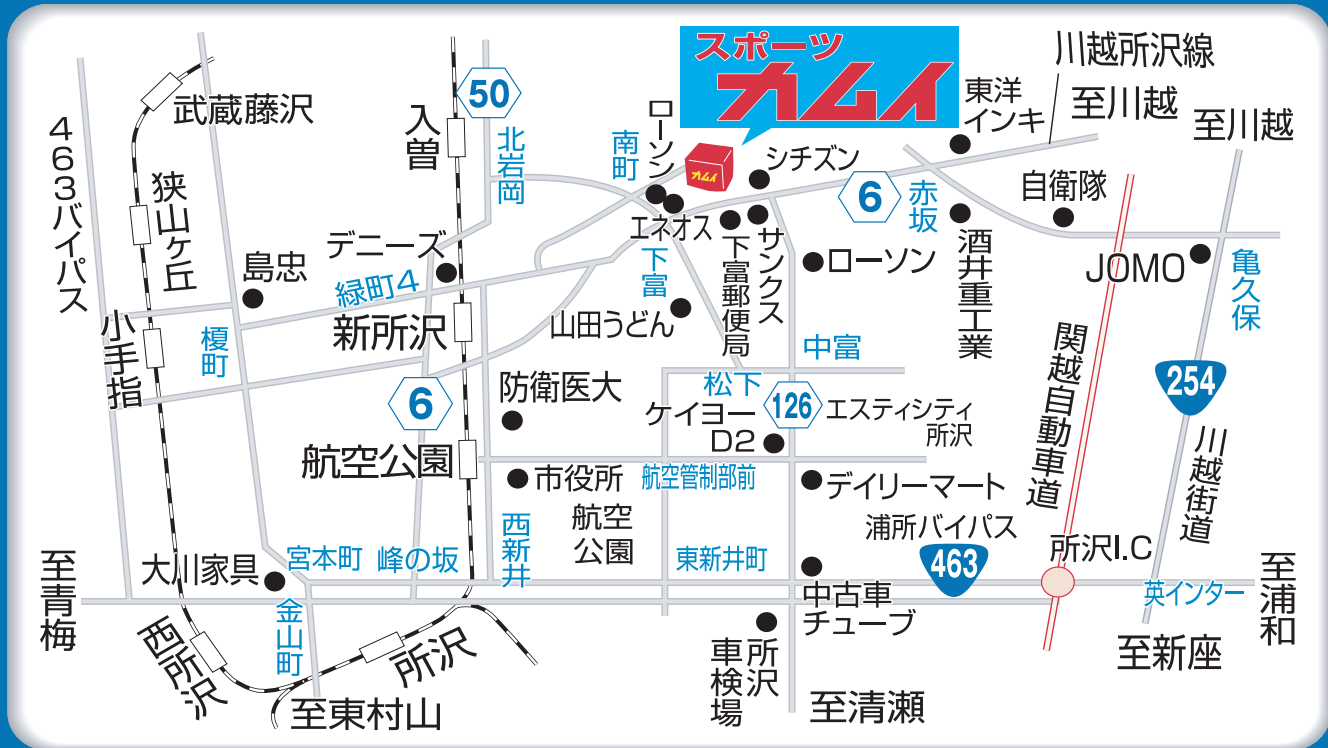 スポーツ
カムイ
川越所沢線
至川越
至川越
東洋
インキ
武蔵藤沢
50
入曽
北岩岡
南町
ローソン
カムイ
シチズン
6
赤坂
自衛隊
463バイパス
狭山ヶ丘
デニーズ
島忠
エネオス
下富
下富郵便局
サンクス
ローソン
酒井重工業
JOMO
亀久保
緑町4
小手指
榎町
新所沢
山田うどん
中富
関越自動車道
254
6
防衛医大
松下
ケイヨー
D2
126
エスティシティ
所沢
川越街道
航空公園
市役所
航空管制部前
デイリーマート
航空
公園
西新井
浦所バイパス
463
所沢I.C
至青梅
大川家具
宮本町
峰の坂
東新井町
中古車
チューブ
英インター
至浦和
金山町
西所沢
所沢
所沢
車検場
至新座
至東村山
至清瀬